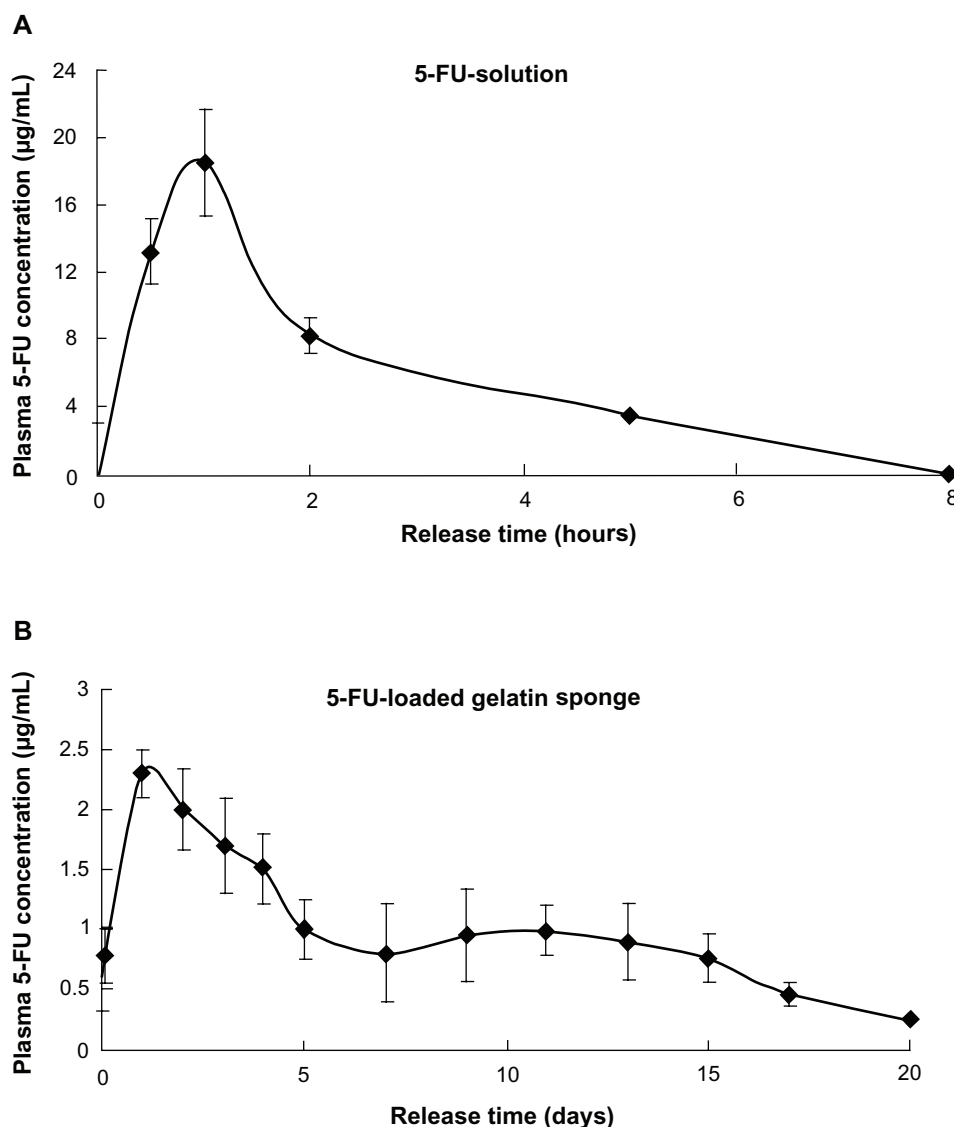 A
5-FU-solution
Plasma 5-FU concentration (µg/mL)
24
20
16
12
8
4
0
0 2 4 6 8
Release time (hours)
B
5-FU-loaded gelatin sponge
Plasma 5-FU concentration (µg/mL)
3
2.5
2
1.5
1
0.5
0
0 5 10 15 20
Release time (days)